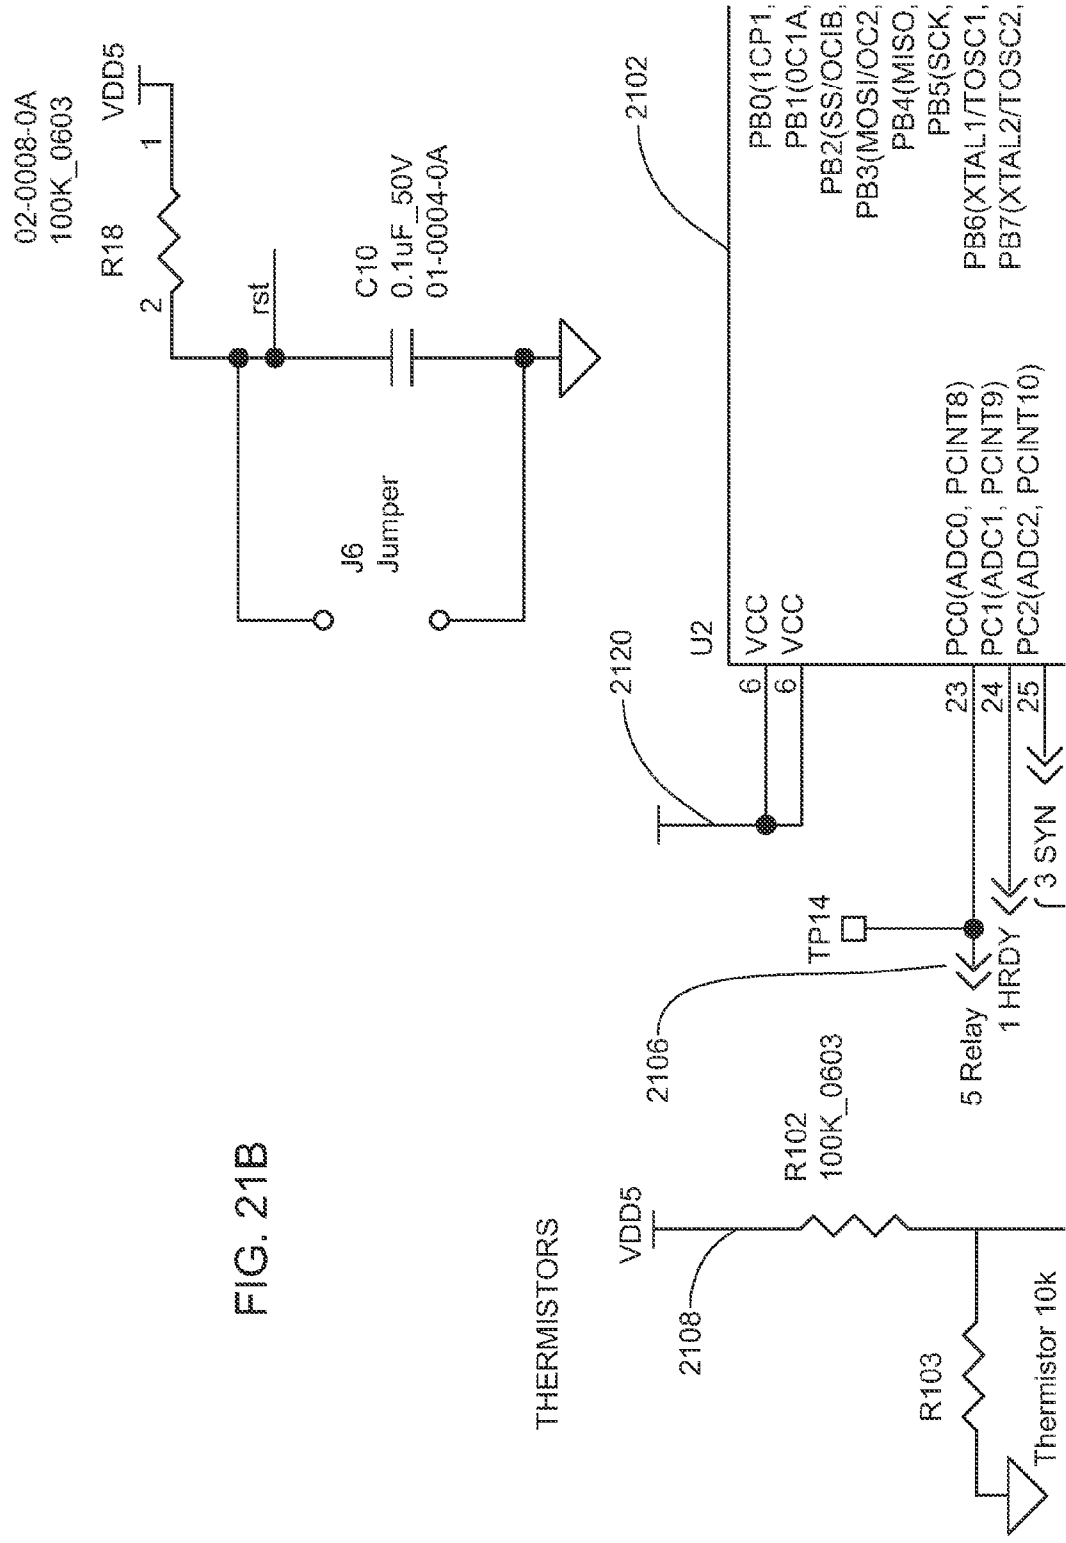 FIG. 21B
THERMISTORS
VDD5
2108
R102
100K_0603
R103
Thermistor 10k
02-0008-0A
100K_0603
R18
VDD5
1
2
rst
C10
0.1uF_50V
01-0004-0A
J6
Jumper
2102
2120
U2
6
VCC
6
VCC
TP14
2106
5 Relay
1 HRDY
3 SYN
23
PC0(ADC0, PCINT8)
24
PC1(ADC1, PCINT9)
25
PC2(ADC2, PCINT10)
PB0(1CP1,
PB1(0C1A,
PB2(SS/OCIB,
PB3(MOSI/OC2,
PB4(MISO,
PB5(SCK,
PB6(XTAL1/TOSC1,
PB7(XTAL2/TOSC2,